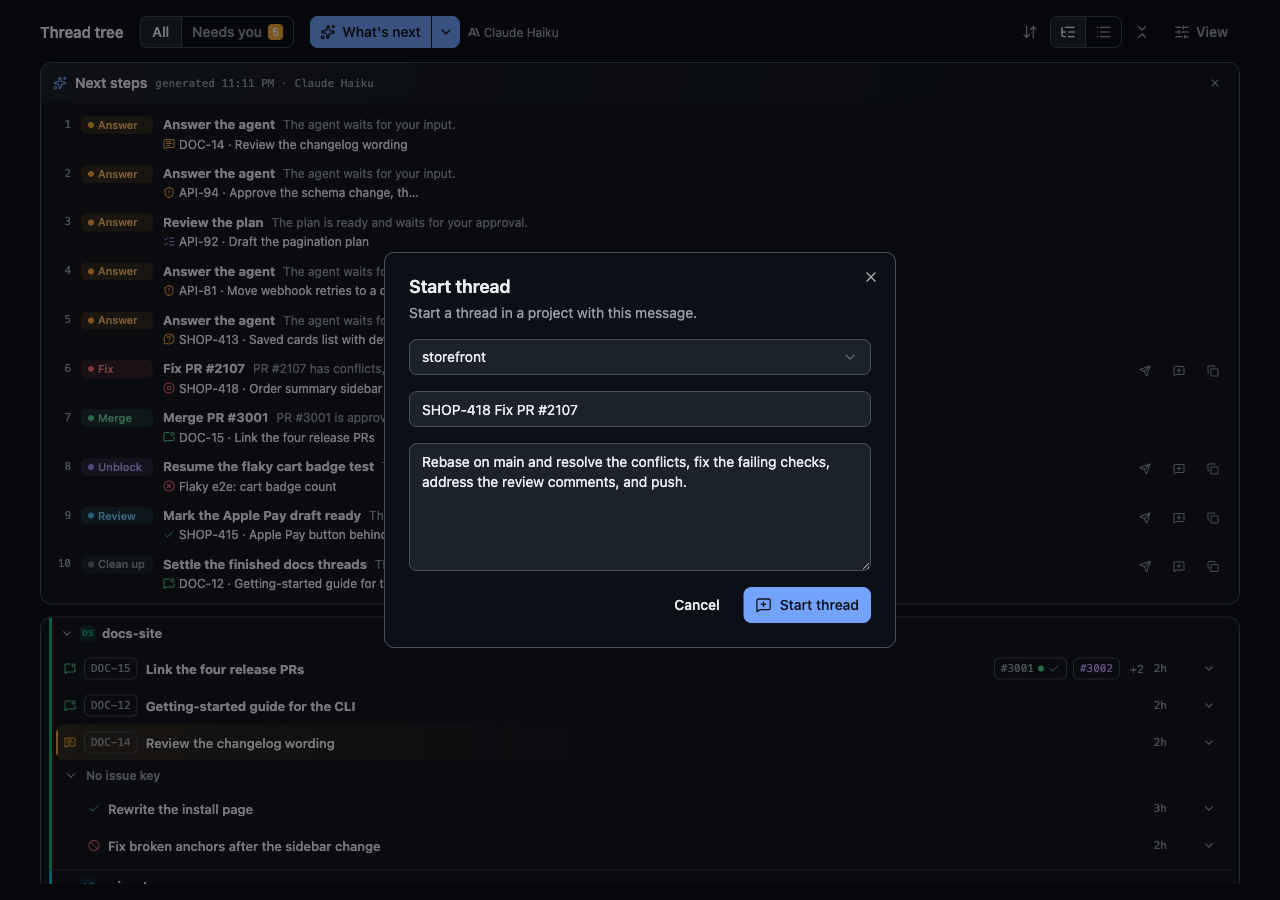 Thread tree
All
Needs you 5
What's next
Claude Haiku
View
Next steps generated 11:11 PM · Claude Haiku
1 Answer Answer the agent The agent waits for your input.
DOC-14 · Review the changelog wording
2 Answer Answer the agent The agent waits for your input.
API-94 · Approve the schema change, th…
3 Answer Review the plan The plan is ready and waits for your approval.
API-92 · Draft the pagination plan
4 Answer Answer the agent The agent waits
API-81 · Move webhook retries to a
5 Answer Answer the agent The agent waits
SHOP-413 · Saved cards list with
6 Fix Fix PR #2107 PR #2107 has conflicts,
SHOP-418 · Order summary sidebar
7 Merge Merge PR #3001 PR #3001 is
DOC-15 · Link the four release PRs
8 Unblock Resume the flaky cart badge test
Flaky e2e: cart badge count
9 Review Mark the Apple Pay draft ready
SHOP-415 · Apple Pay button
10 Clean up Settle the finished docs threads
DOC-12 · Getting-started guide for
Start thread
Start a thread in a project with this message.
storefront
SHOP-418 Fix PR #2107
Rebase on main and resolve the conflicts, fix the failing checks,
address the review comments, and push.
Cancel
Start thread
DS docs-site
DOC-15 Link the four release PRs #3001 #3002 +2 2h
DOC-12 Getting-started guide for the CLI 2h
DOC-14 Review the changelog wording 2h
No issue key
Rewrite the install page 3h
Fix broken anchors after the sidebar change 2h